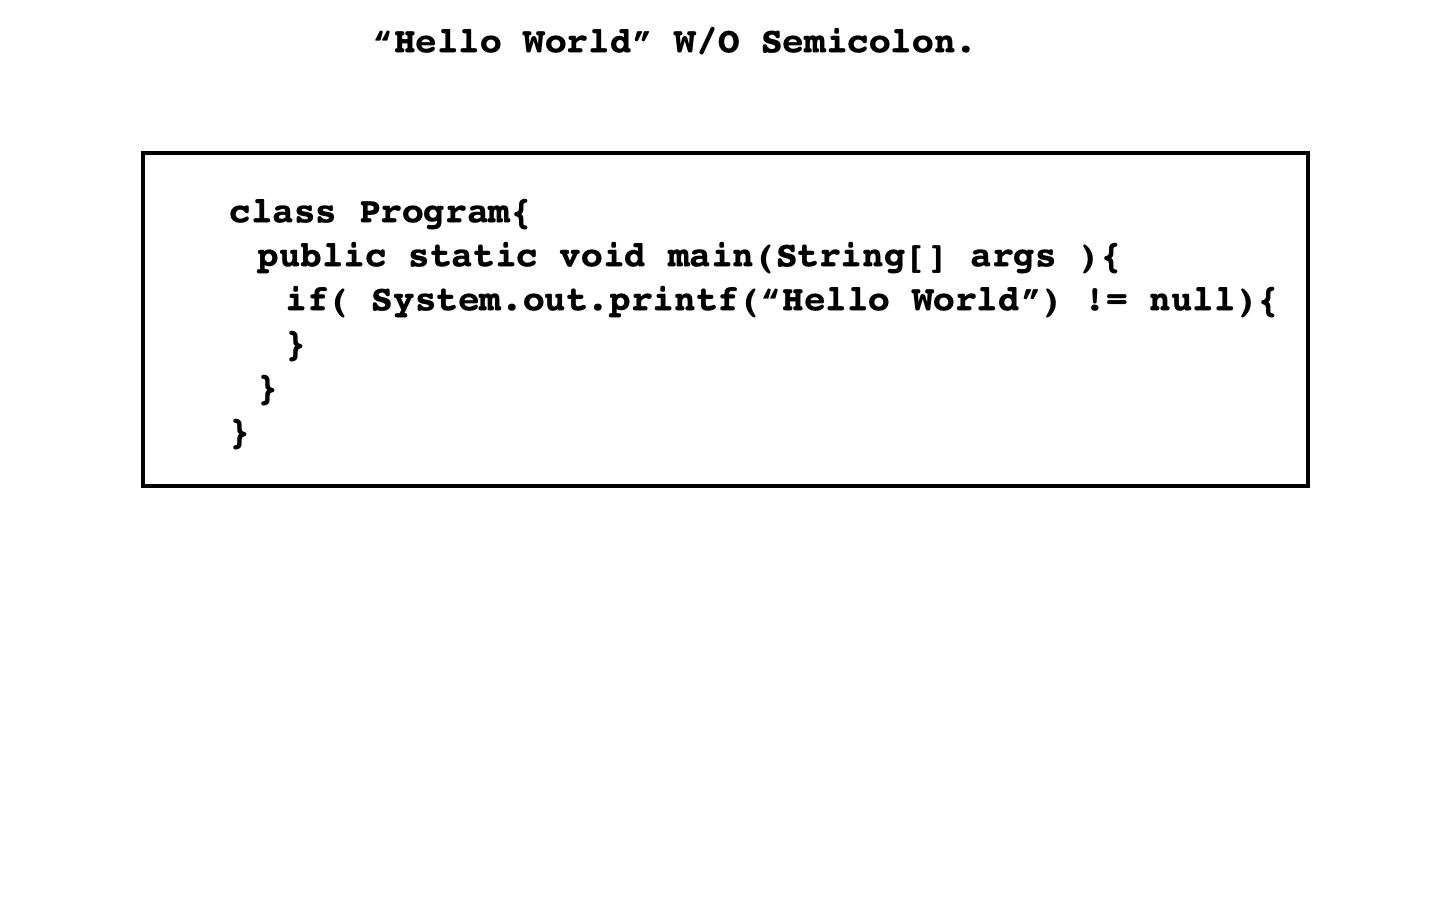 “Hello World” W/O Semicolon.
class Program{
public static void main(String[] args ){
if( System.out.printf(“Hello World”) != null){
}
}
}